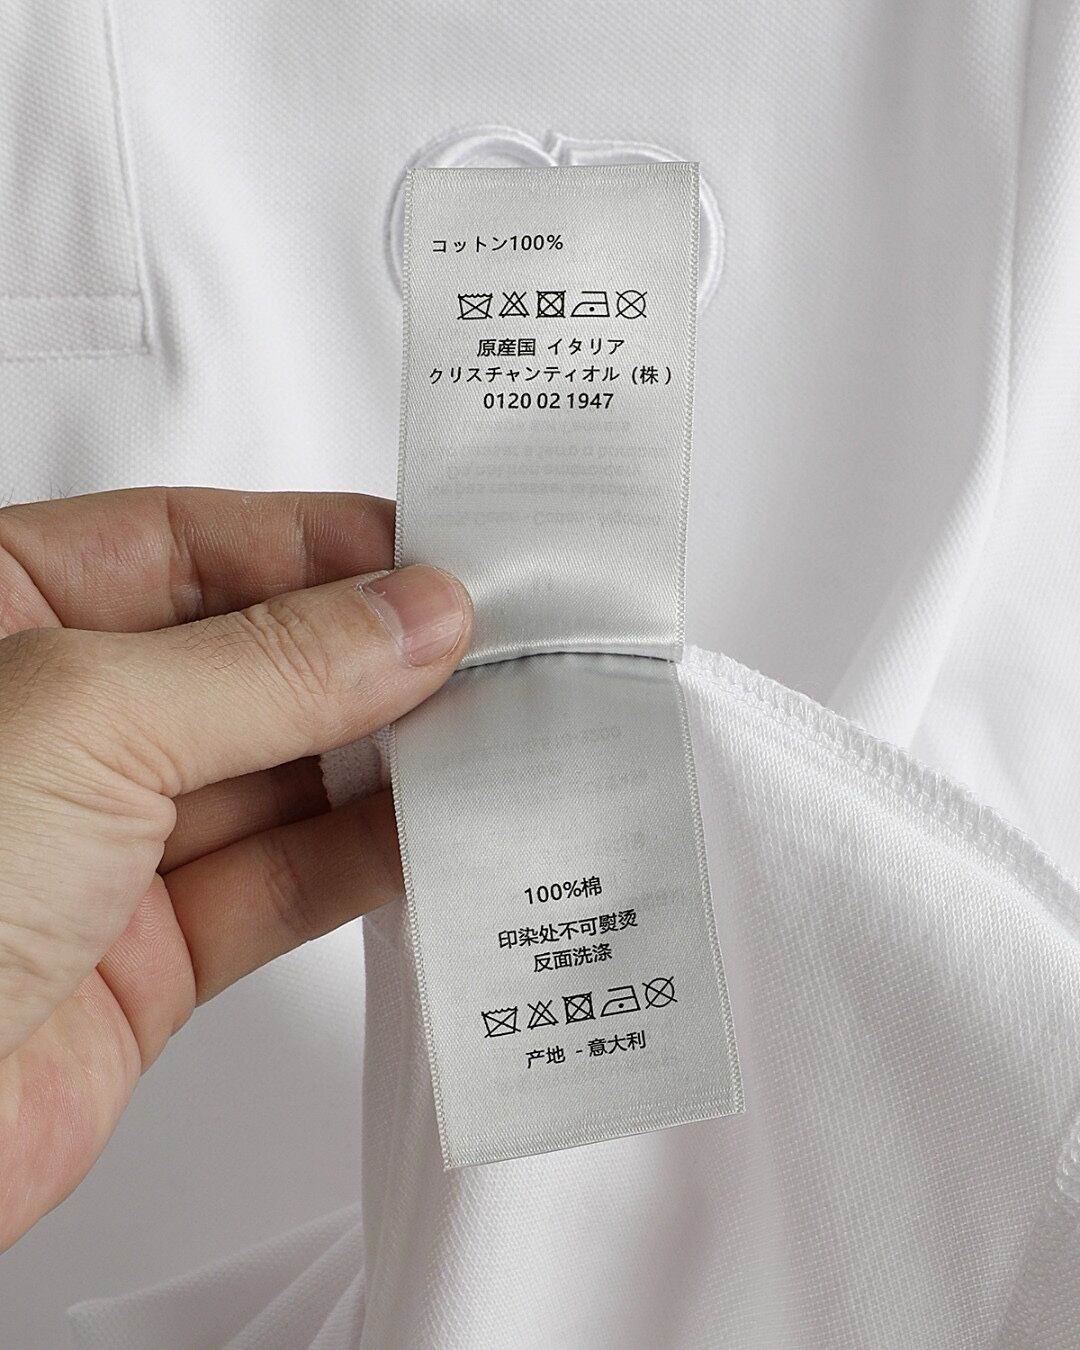 コットン100%
原産国 イタリア
クリスチャンティオル（株）
0120 02 1947
100%棉
印染处不可熨烫
反面洗涤
产地 - 意大利